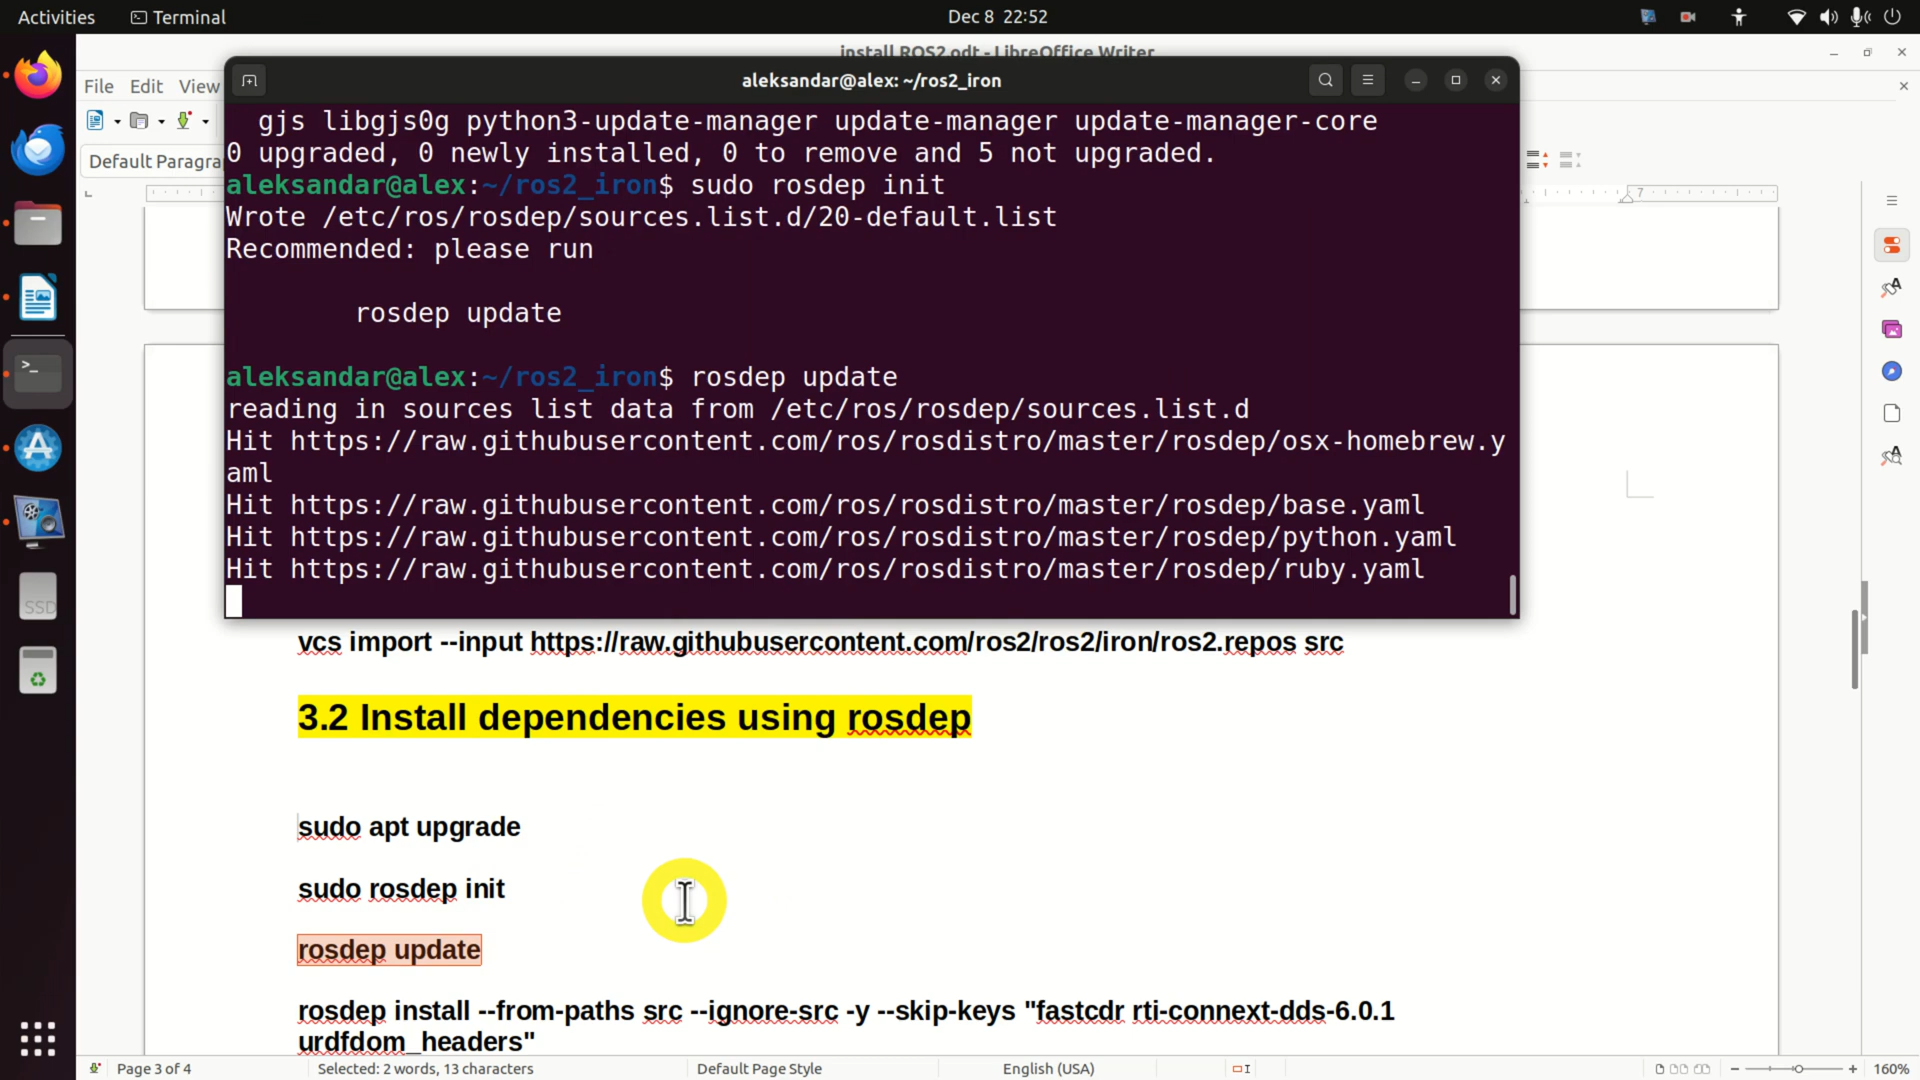 Activities
Terminal
Dec 8 22:52
install ROS2.odt - LibreOffice Writer
File Edit View
aleksandar@alex: ~/ros2_iron
Default Paragra
gjs libgjs0g python3-update-manager update-manager update-manager-core
0 upgraded, 0 newly installed, 0 to remove and 5 not upgraded.
aleksandar@alex:~/ros2_iron$ sudo rosdep init
Wrote /etc/ros/rosdep/sources.list.d/20-default.list
Recommended: please run
rosdep update
aleksandar@alex:~/ros2_iron$ rosdep update
reading in sources list data from /etc/ros/rosdep/sources.list.d
Hit https://raw.githubusercontent.com/ros/rosdistro/master/rosdep/osx-homebrew.y
aml
Hit https://raw.githubusercontent.com/ros/rosdistro/master/rosdep/base.yaml
Hit https://raw.githubusercontent.com/ros/rosdistro/master/rosdep/python.yaml
Hit https://raw.githubusercontent.com/ros/rosdistro/master/rosdep/ruby.yaml
7
SSD
vcs import --input https://raw.githubusercontent.com/ros2/ros2/iron/ros2.repos src
3.2 Install dependencies using rosdep
sudo apt upgrade
sudo rosdep init
rosdep update
rosdep install --from-paths src --ignore-src -y --skip-keys "fastcdr rti-connext-dds-6.0.1
urdfdom_headers"
Page 3 of 4
Selected: 2 words, 13 characters
Default Page Style
English (USA)
160%